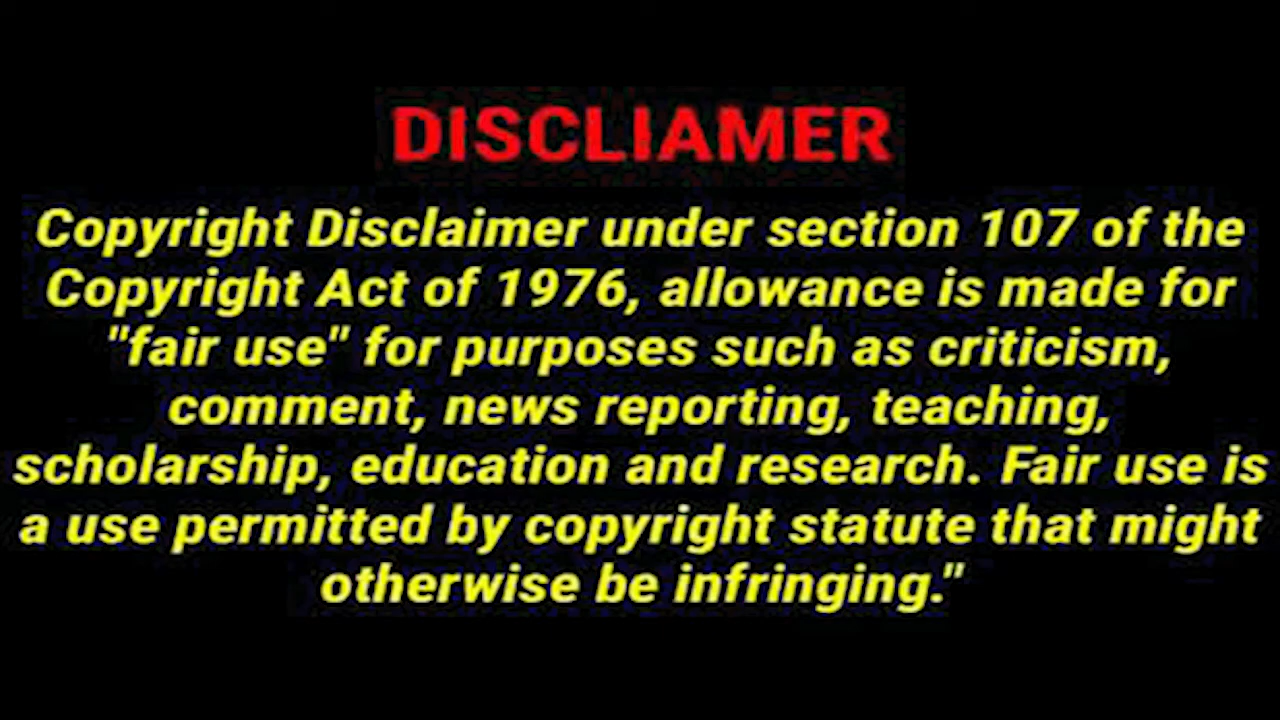 DISCLIAMER
Copyright Disclaimer under section 107 of the
Copyright Act of 1976, allowance is made for
"fair use" for purposes such as criticism,
comment, news reporting, teaching,
scholarship, education and research. Fair use is
a use permitted by copyright statute that might
otherwise be infringing."